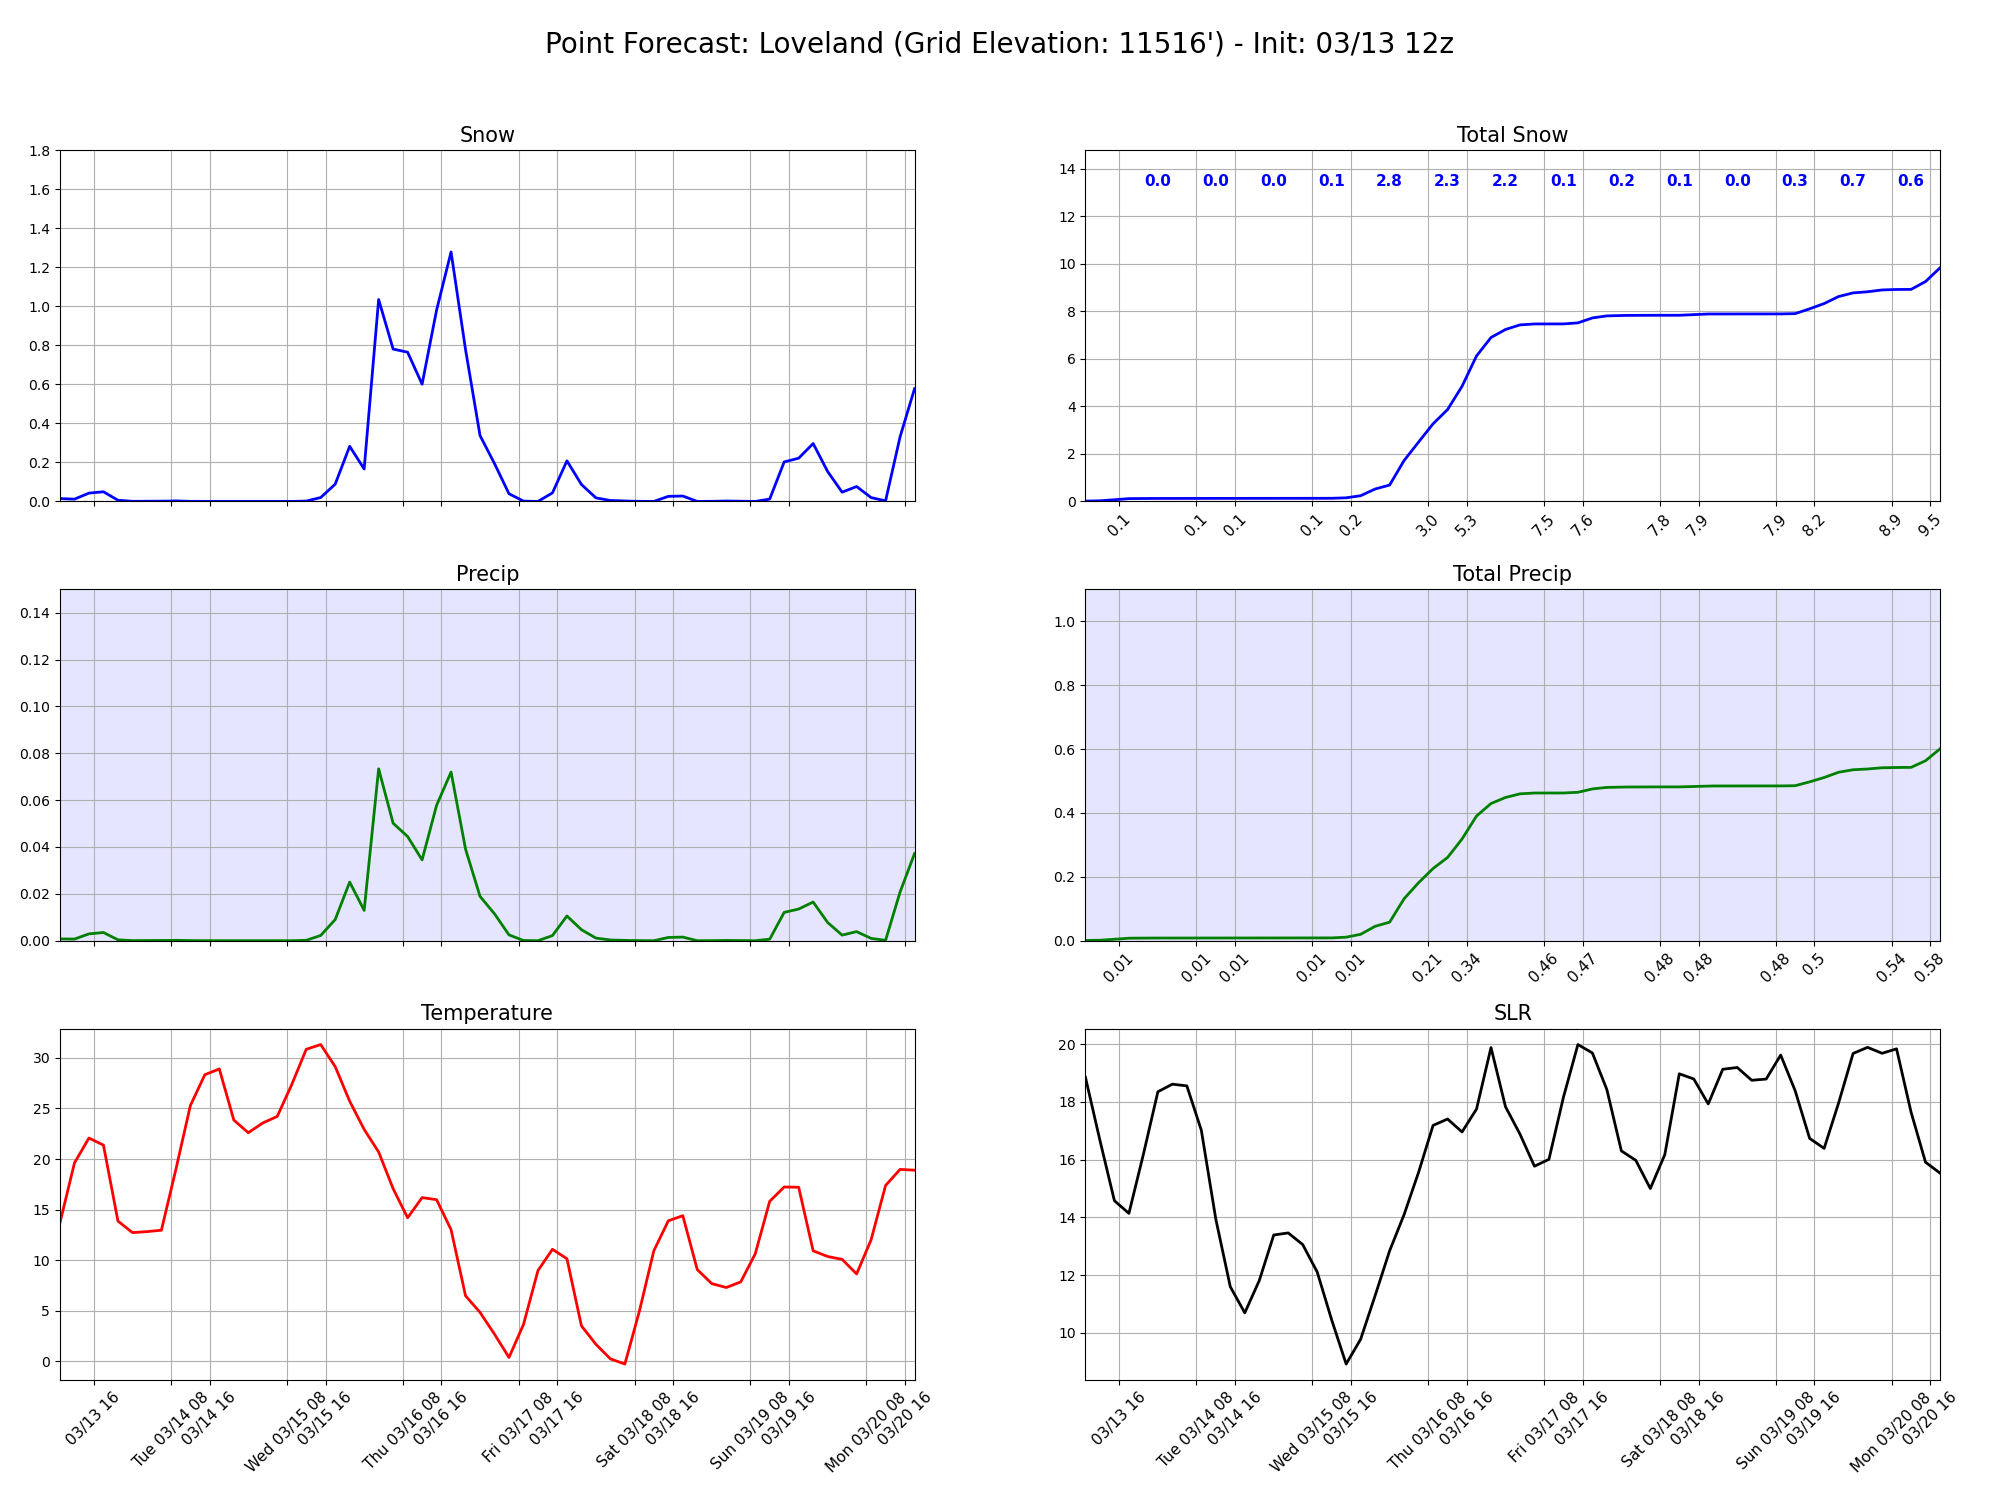 Point Forecast: Loveland (Grid Elevation: 11516') - Init: 03/13 12z
Snow
1.8
1.6
1.4
1.2
1.0
0.8
0.6
0.4
0.2
0.0
Total Snow
14
12
10
8
6
4
2
0
0.0 0.0 0.0 0.1 2.8 2.3 2.2 0.1 0.2 0.1 0.0 0.3 0.7 0.6
0.1 0.1 0.1 0.1 0.2 3.0 5.3 7.5 7.6 7.8 7.9 7.9 8.2 8.9 9.5
Precip
0.14
0.12
0.10
0.08
0.06
0.04
0.02
0.00
Total Precip
1.0
0.8
0.6
0.4
0.2
0.0
0.01 0.01 0.01 0.01 0.01 0.21 0.34 0.46 0.47 0.48 0.48 0.48 0.5 0.54 0.58
Temperature
30
25
20
15
10
5
0
03/13 16
Tue 03/14 08
03/14 16
Wed 03/15 08
03/15 16
Thu 03/16 08
03/16 16
Fri 03/17 08
03/17 16
Sat 03/18 08
03/18 16
Sun 03/19 08
03/19 16
Mon 03/20 08
03/20 16
SLR
20
18
16
14
12
10
03/13 16
Tue 03/14 08
03/14 16
Wed 03/15 08
03/15 16
Thu 03/16 08
03/16 16
Fri 03/17 08
03/17 16
Sat 03/18 08
03/18 16
Sun 03/19 08
03/19 16
Mon 03/20 08
03/20 16